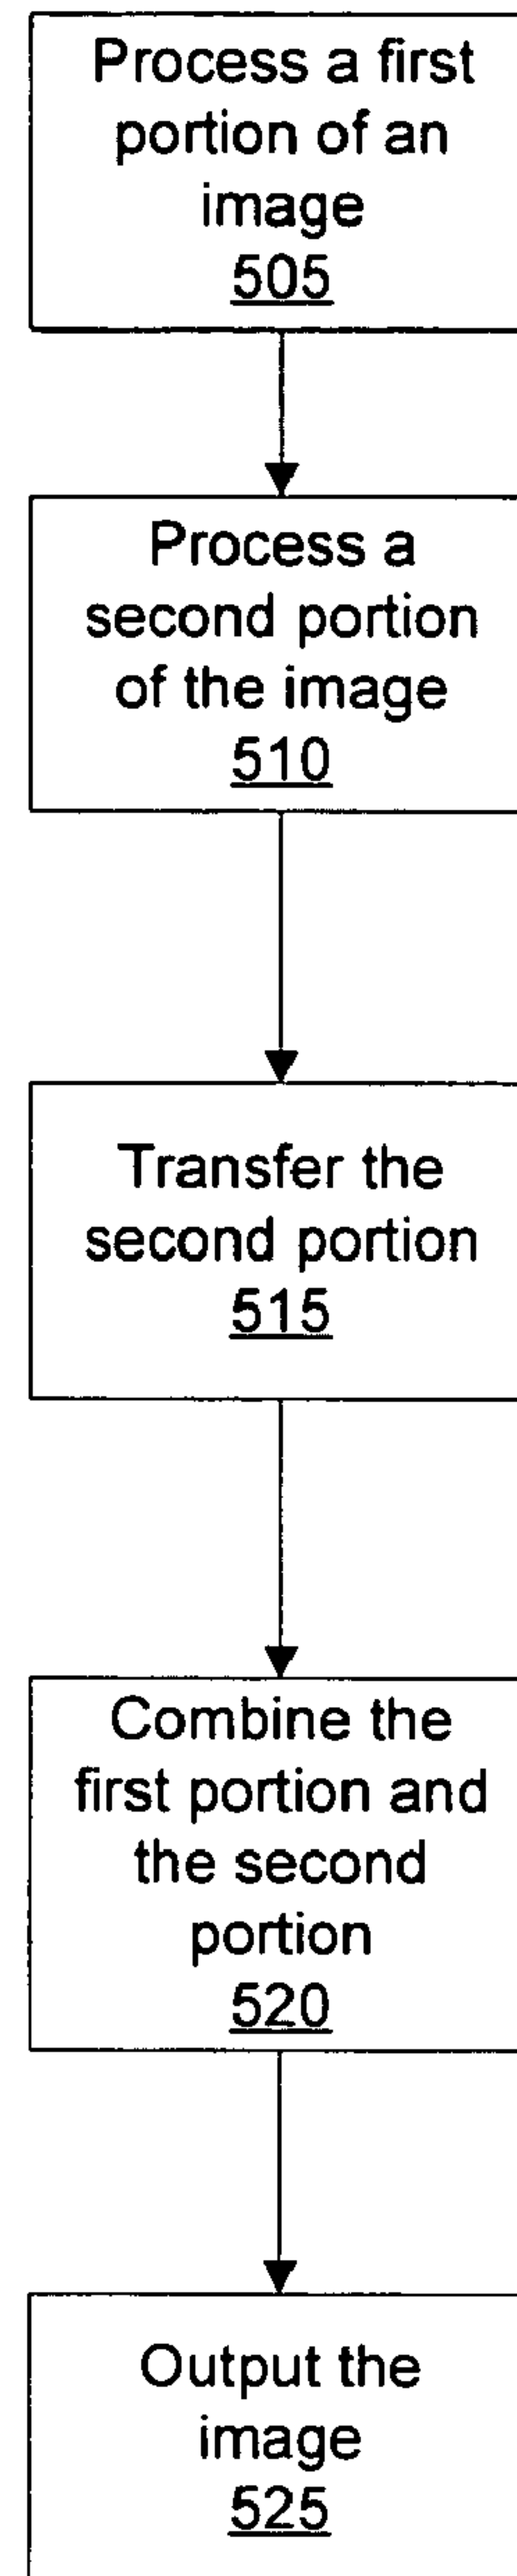 Process a first
portion of an
image
505
Process a
second portion
of the image
510
Transfer the
second portion
515
Combine the
first portion and
the second
portion
520
Output the
image
525